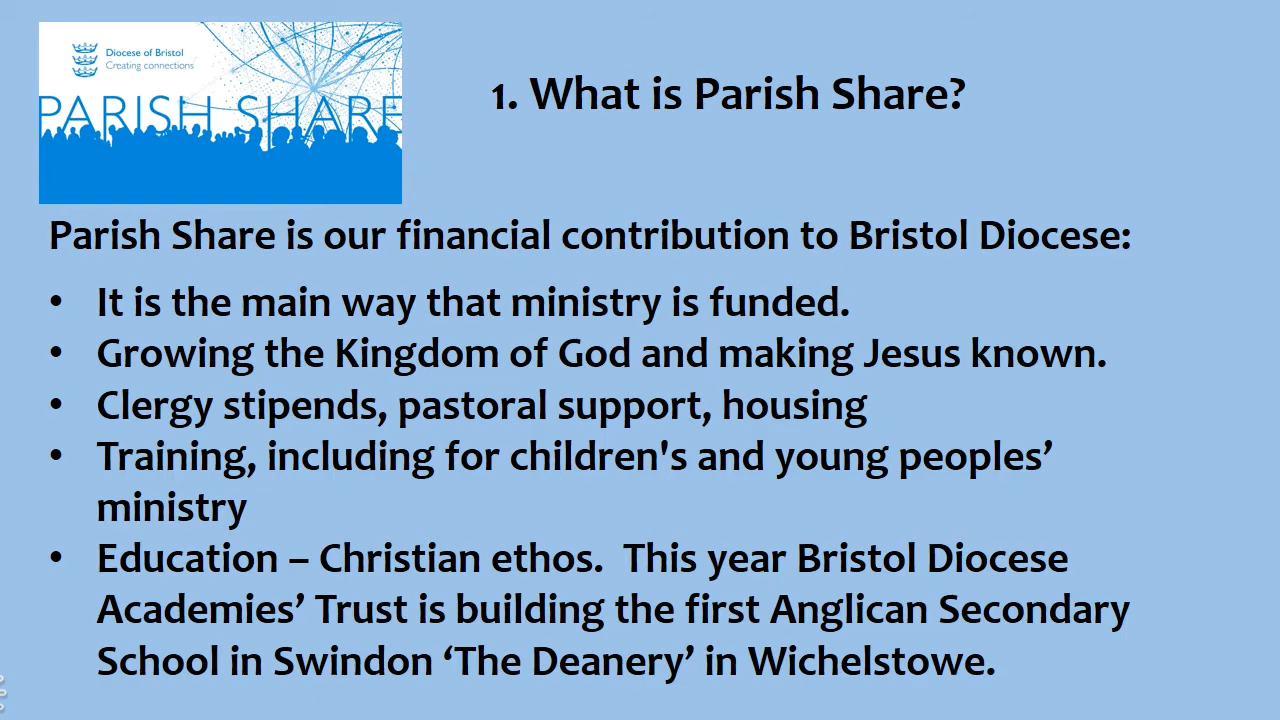 Diocese of Bristol
Creating connections
PARISH SHARE
1. What is Parish Share?
Parish Share is our financial contribution to Bristol Diocese:
• It is the main way that ministry is funded.
• Growing the Kingdom of God and making Jesus known.
• Clergy stipends, pastoral support, housing
• Training, including for children's and young peoples’
ministry
• Education – Christian ethos.  This year Bristol Diocese
Academies’ Trust is building the first Anglican Secondary
School in Swindon ‘The Deanery’ in Wichelstowe.